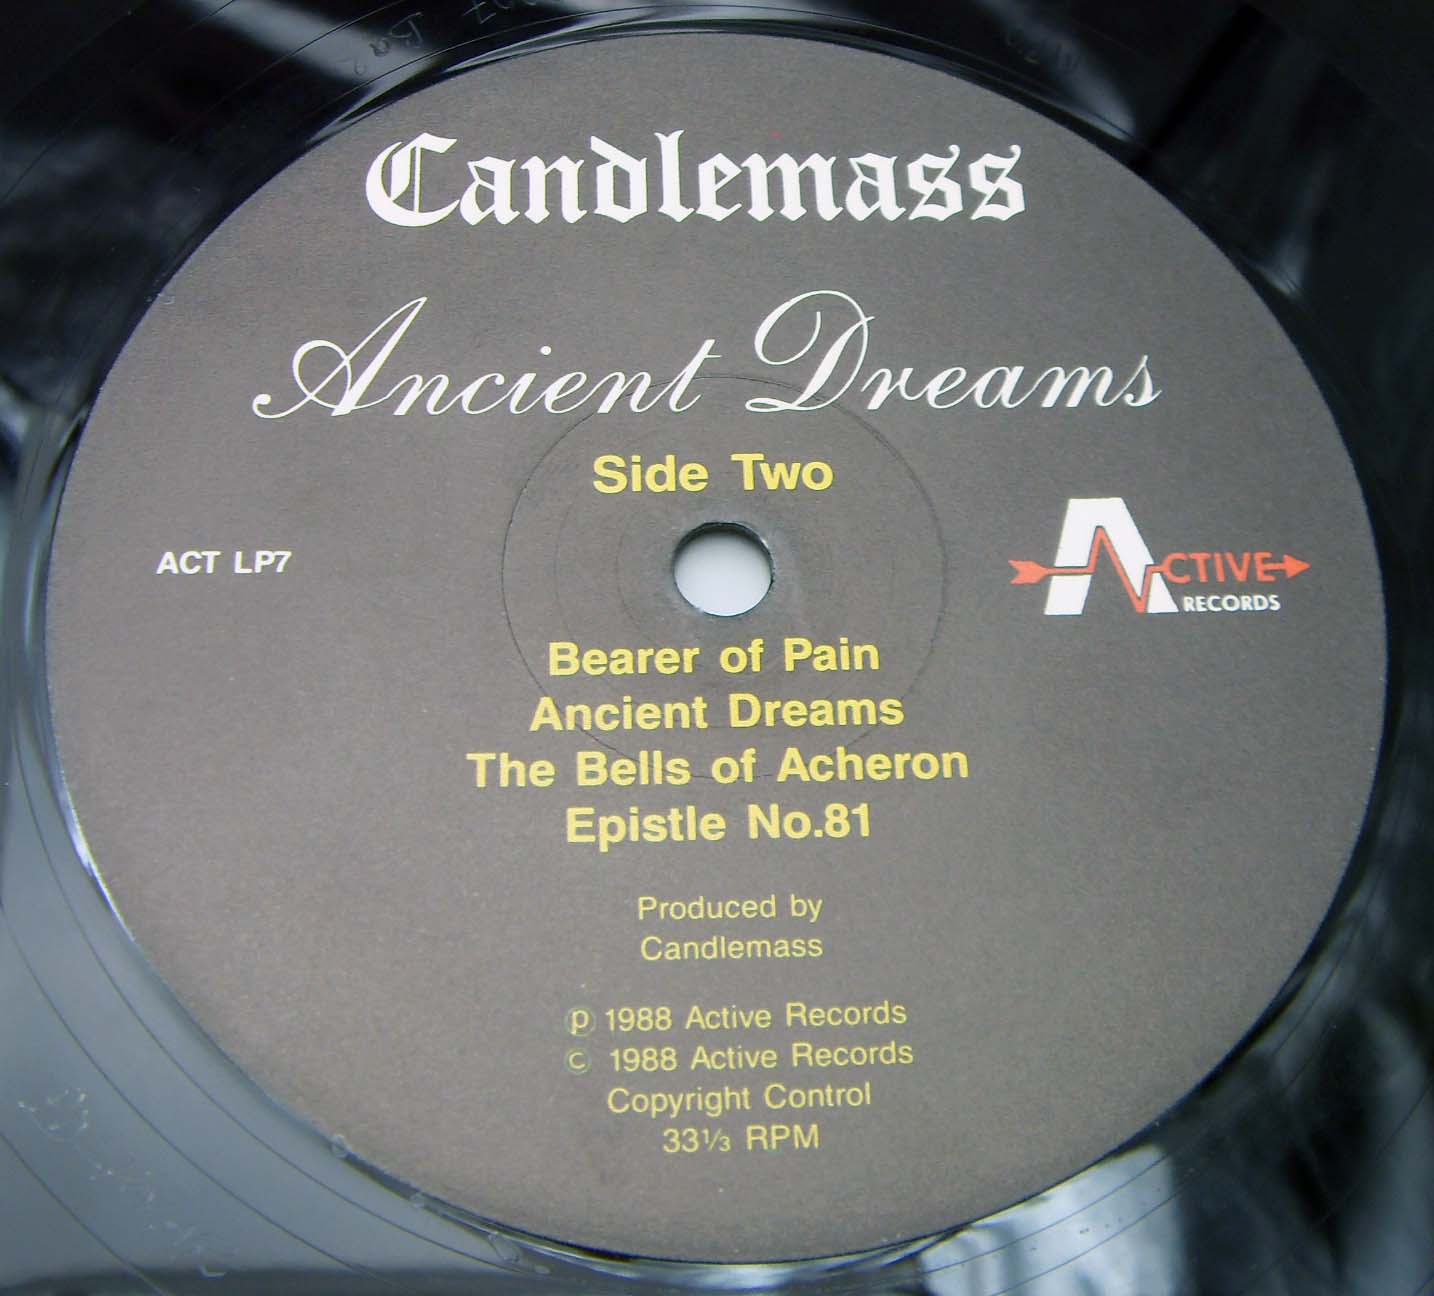 Candlemass
Ancient Dreams
Side Two
ACT LP7
ACTIVE
RECORDS
Bearer of Pain
Ancient Dreams
The Bells of Acheron
Epistle No.81
Produced by
Candlemass
Ⓟ 1988 Active Records
© 1988 Active Records
Copyright Control
33⅓ RPM